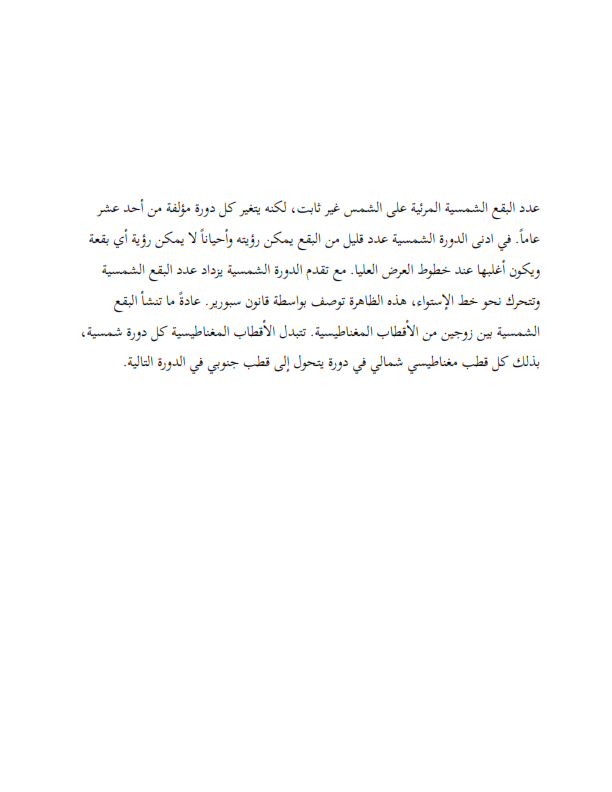 عدد البقع الشمسية المرئية على الشمس غير ثابت، لكنه يتغير كل دورة مؤلفة من أحد عشر
عاماً. في ادنى الدورة الشمسية عدد قليل من البقع يمكن رؤيته وأحياناً لا يمكن رؤية أي بقعة
ويكون أغلبها عند خطوط العرض العليا. مع تقدم الدورة الشمسية يزداد عدد البقع الشمسية
وتتحرك نحو خط الإستواء، هذه الظاهرة توصف بواسطة قانون سبورير. عادةً ما تنشأ البقع
الشمسية بين زوجين من الأقطاب المغناطيسية. تتبدل الأقطاب المغناطيسية كل دورة شمسية،
بذلك كل قطب مغناطيسي شمالي في دورة يتحول إلى قطب جنوبي في الدورة التالية.